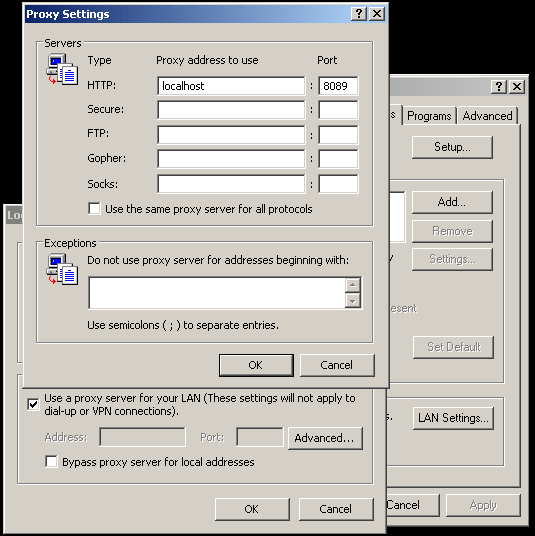 Proxy Settings
Servers
Type Proxy address to use Port
HTTP: localhost : 8089
Secure: :
FTP: :
Gopher: :
Socks: :
Use the same proxy server for all protocols
Exceptions
Do not use proxy server for addresses beginning with:
Use semicolons ( ; ) to separate entries.
OK Cancel
Programs Advanced
Setup...
Add...
Remove
Settings...
Set Default
LAN Settings...
Cancel Apply
Use a proxy server for your LAN (These settings will not apply to
dial-up or VPN connections).
Address: Port: Advanced...
Bypass proxy server for local addresses
OK Cancel